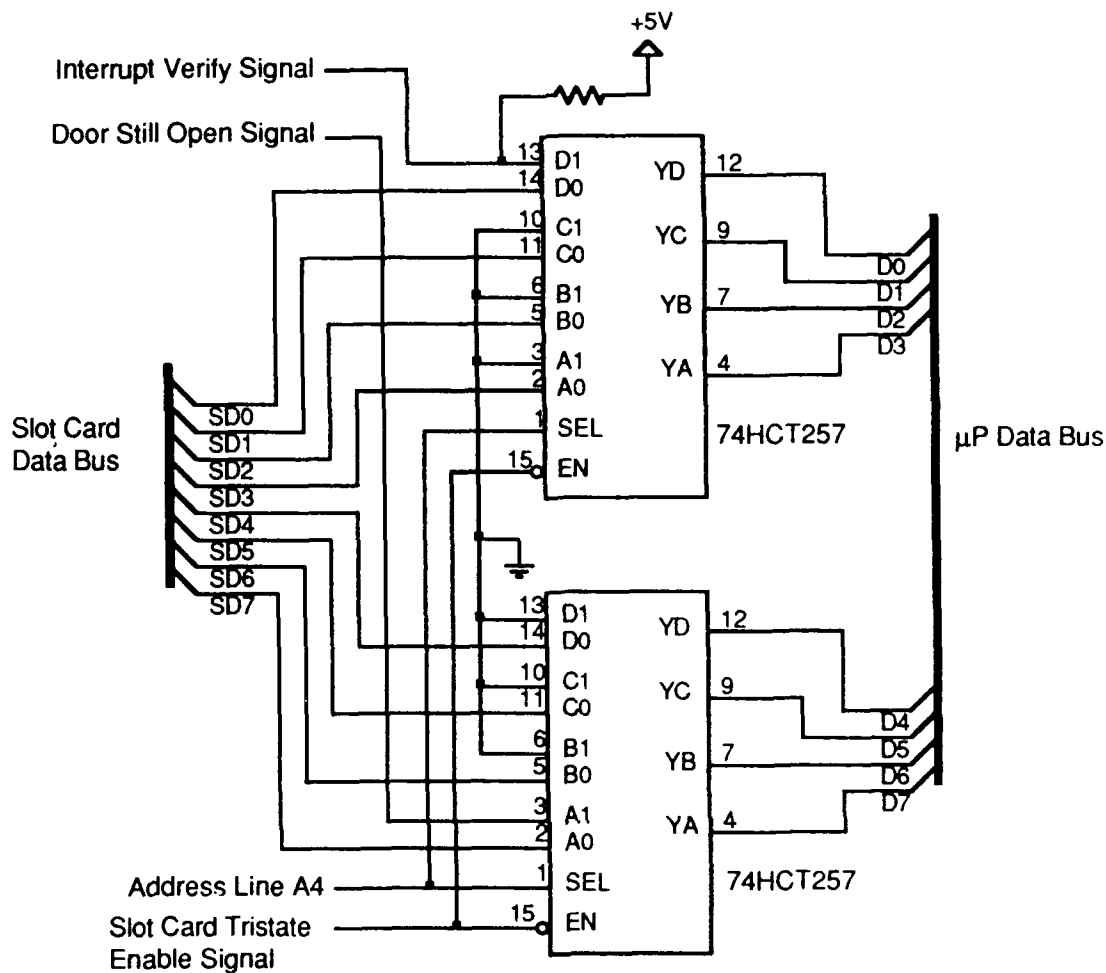 +5V
Interrupt Verify Signal
Door Still Open Signal
13 D1 YD 12
14 D0
10 C1 YC 9
11 C0
6 B1 YB 7
5 B0
3 A1 YA 4
2 A0
1 SEL
15 EN
74HCT257
D0
D1
D2
D3
Slot Card
Data Bus
SD0
SD1
SD2
SD3
SD4
SD5
SD6
SD7
µP Data Bus
13 D1 YD 12
14 D0
10 C1 YC 9
11 C0
6 B1 YB 7
5 B0
3 A1 YA 4
2 A0
1 SEL
15 EN
74HCT257
D4
D5
D6
D7
Address Line A4
Slot Card Tristate
Enable Signal